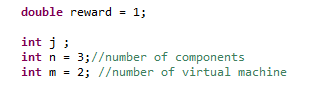 double reward = 1;
int j ;
int n = 3;//number of components
int m = 2; //number of virtual machine